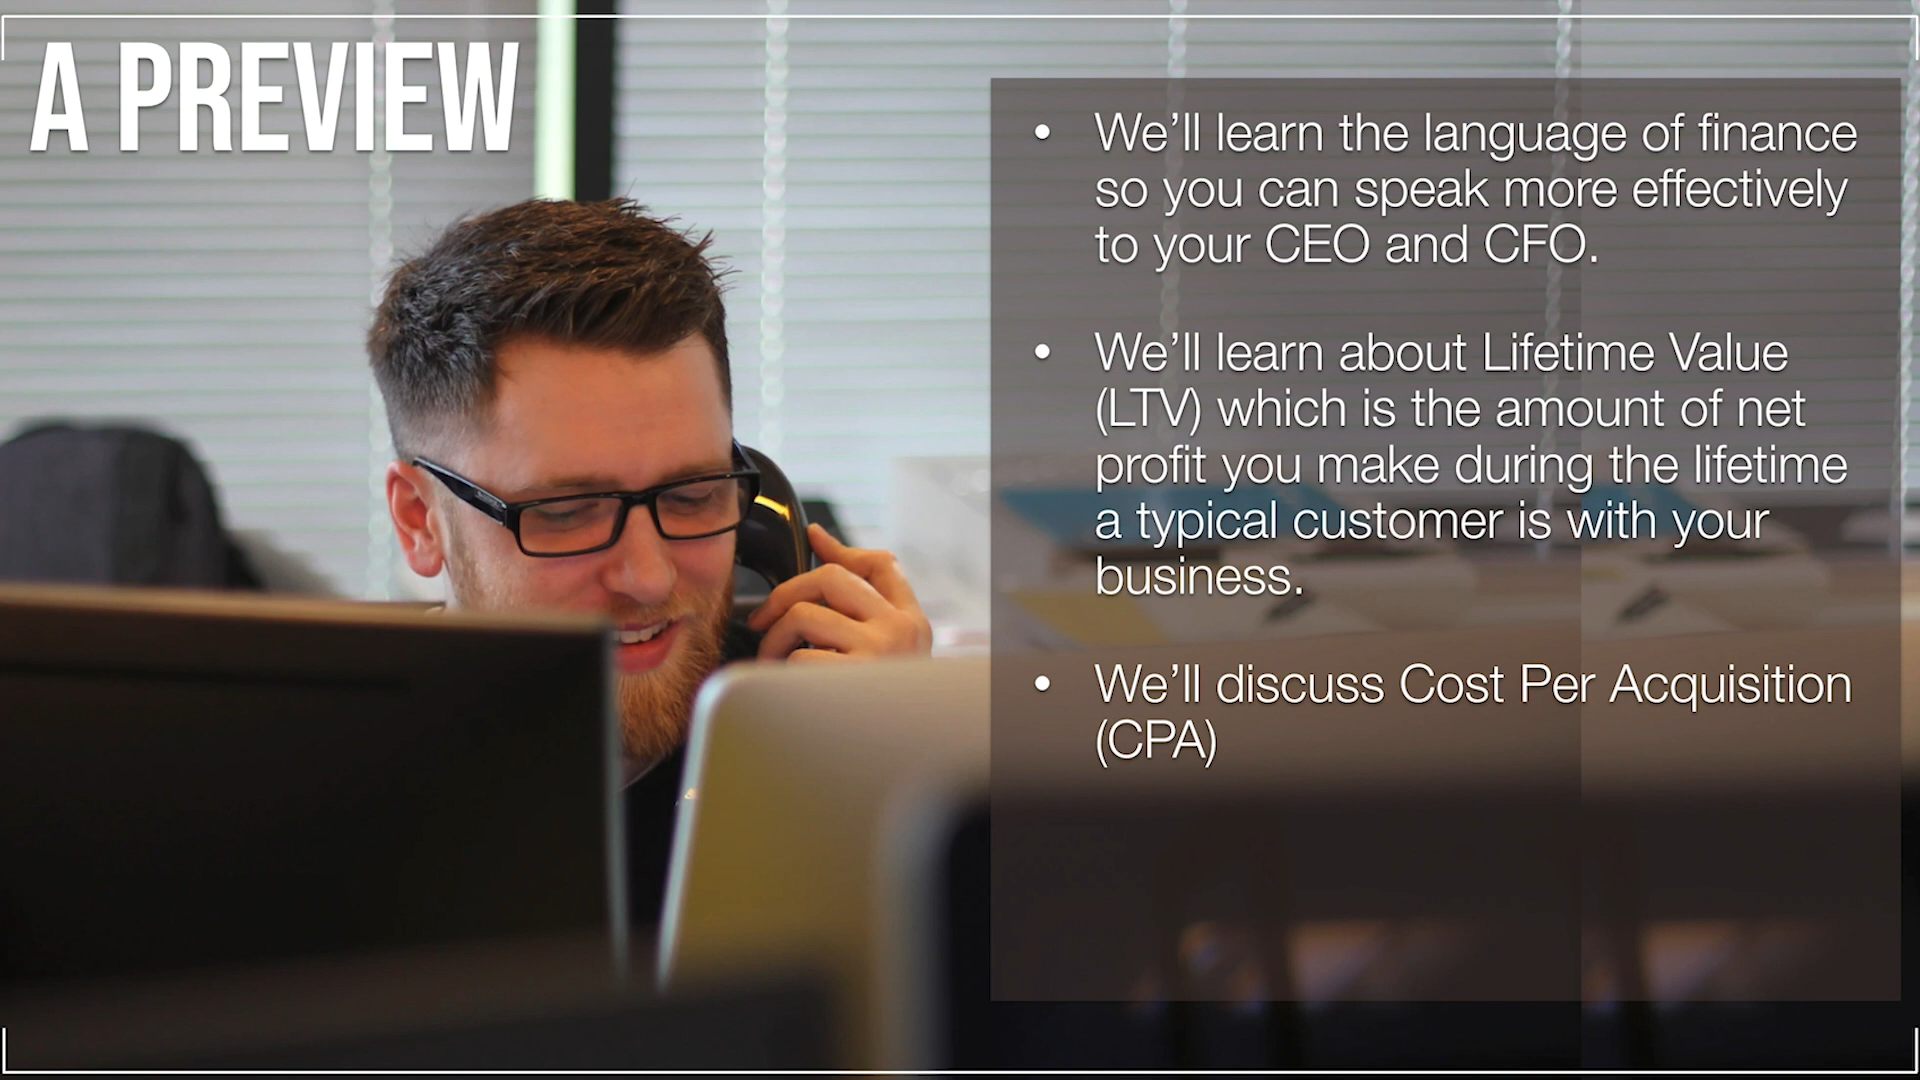 A PREVIEW
• We'll learn the language of finance
so you can speak more effectively
to your CEO and CFO.
• We'll learn about Lifetime Value
(LTV) which is the amount of net
profit you make during the lifetime
a typical customer is with your
business.
• We'll discuss Cost Per Acquisition
(CPA)